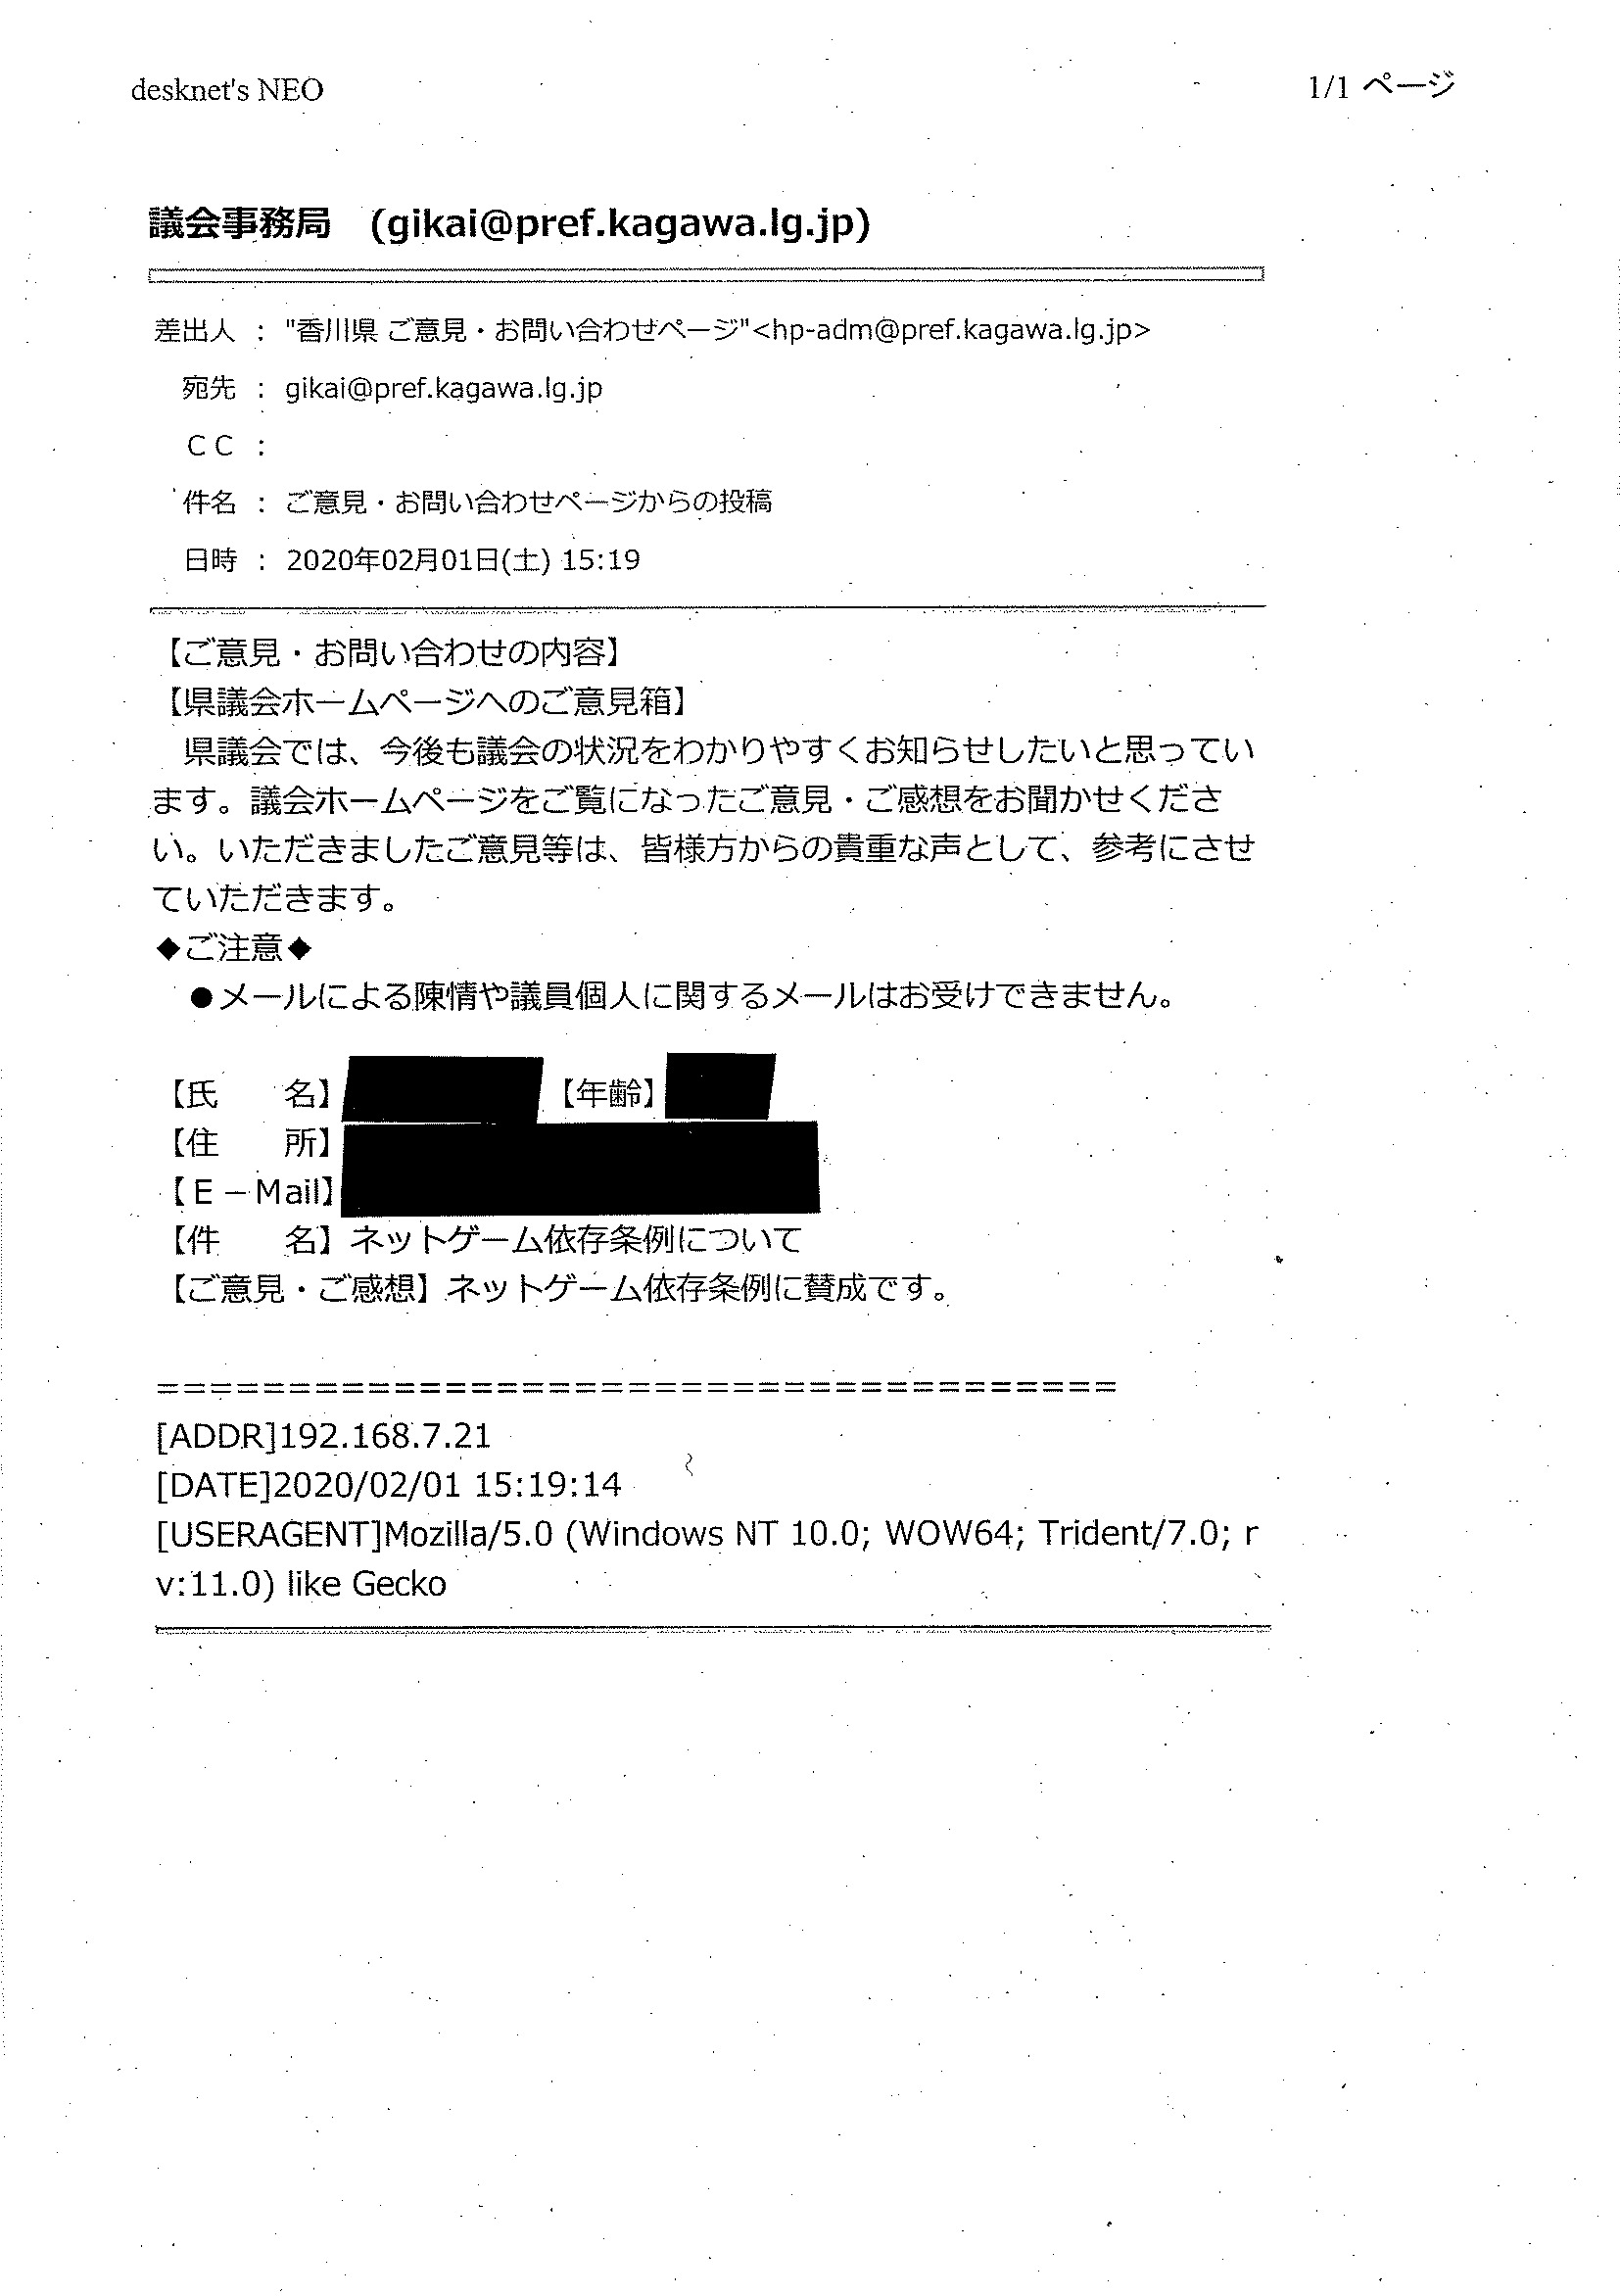 desknet's NEO
1/1 ページ
議会事務局 (gikai@pref.kagawa.lg.jp)
差出人 : "香川県 ご意見・お問い合わせページ"<hp-adm@pref.kagawa.lg.jp>
宛先 : gikai@pref.kagawa.lg.jp
ＣＣ :
件名 : ご意見・お問い合わせページからの投稿
日時 : 2020年02月01日(土) 15:19
【ご意見・お問い合わせの内容】
【県議会ホームページへのご意見箱】
　県議会では、今後も議会の状況をわかりやすくお知らせしたいと思ってい
ます。議会ホームページをご覧になったご意見・ご感想をお聞かせくださ
い。いただきましたご意見等は、皆様方からの貴重な声として、参考にさせ
ていただきます。
◆ご注意◆
　●メールによる陳情や議員個人に関するメールはお受けできません。
【氏　　名】　【年齢】
【住　　所】
【Ｅ－Mail】
【件　　名】ネットゲーム依存条例について
【ご意見・ご感想】ネットゲーム依存条例に賛成です。
=====================================
[ADDR]192.168.7.21
[DATE]2020/02/01 15:19:14
[USERAGENT]Mozilla/5.0 (Windows NT 10.0; WOW64; Trident/7.0; r
v:11.0) like Gecko